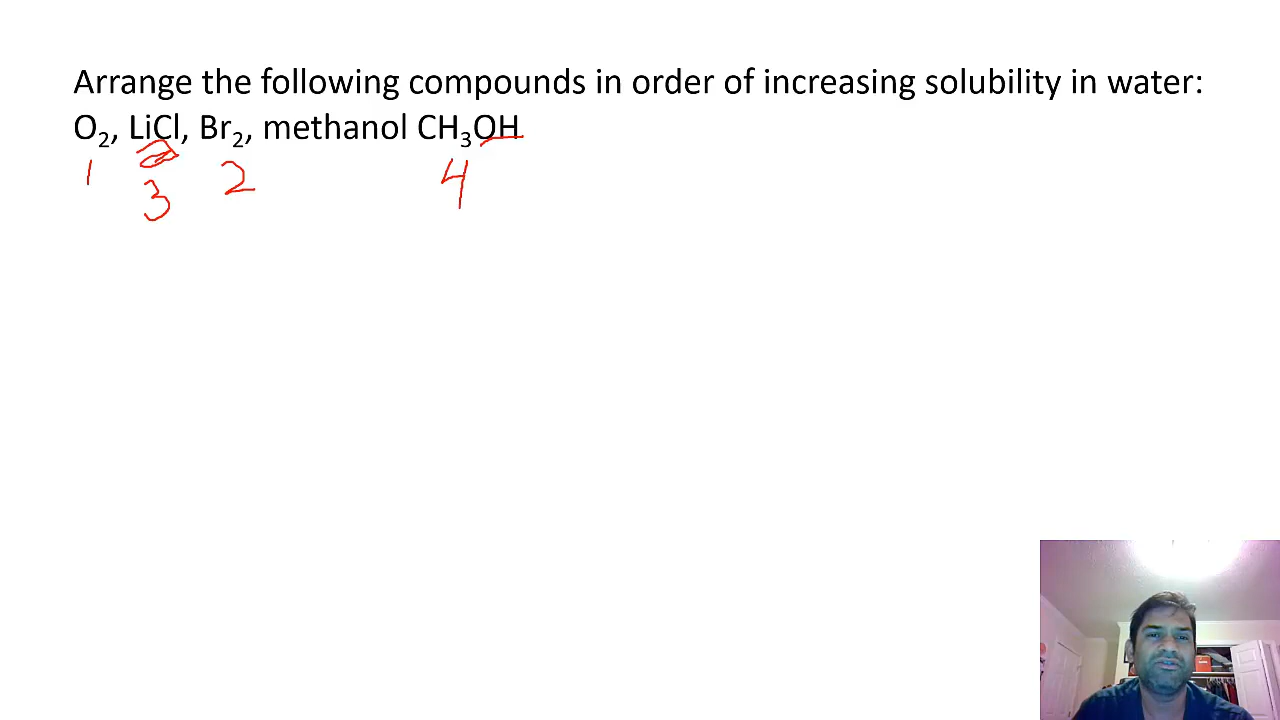 Arrange the following compounds in order of increasing solubility in water:
O₂, LiCl, Br₂, methanol CH₃OH
1 3 2 4